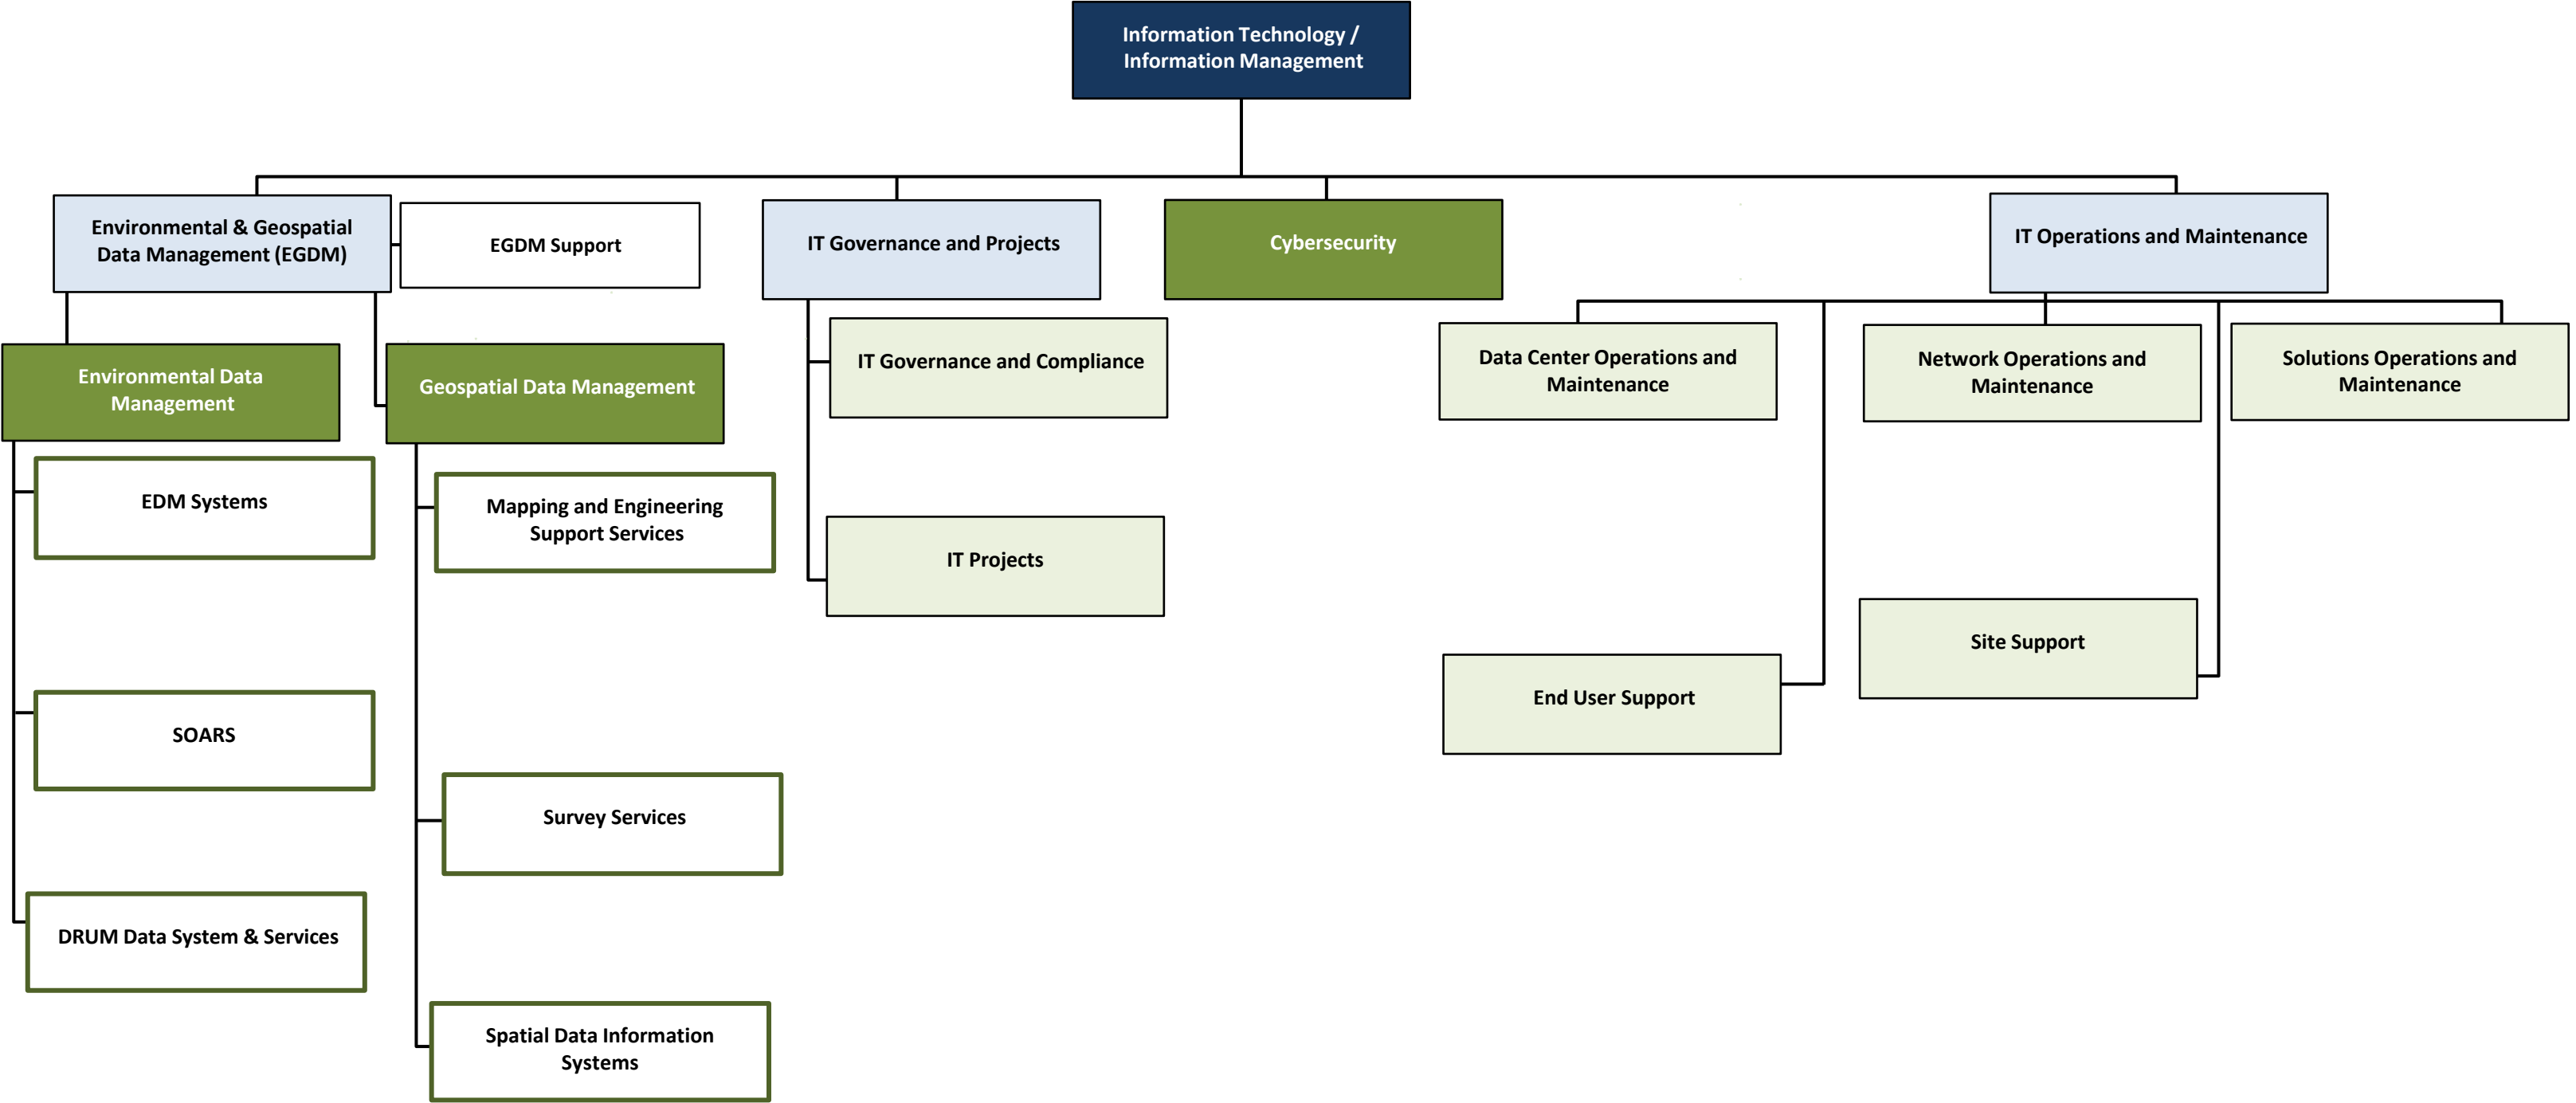 Information Technology /
Information Management
Environmental & Geospatial
Data Management (EGDM)
EGDM Support
IT Governance and Projects
Cybersecurity
IT Operations and Maintenance
Environmental Data
Management
Geospatial Data Management
IT Governance and Compliance
Data Center Operations and
Maintenance
Network Operations and
Maintenance
Solutions Operations and
Maintenance
EDM Systems
Mapping and Engineering
Support Services
IT Projects
Site Support
End User Support
SOARS
Survey Services
DRUM Data System & Services
Spatial Data Information
Systems